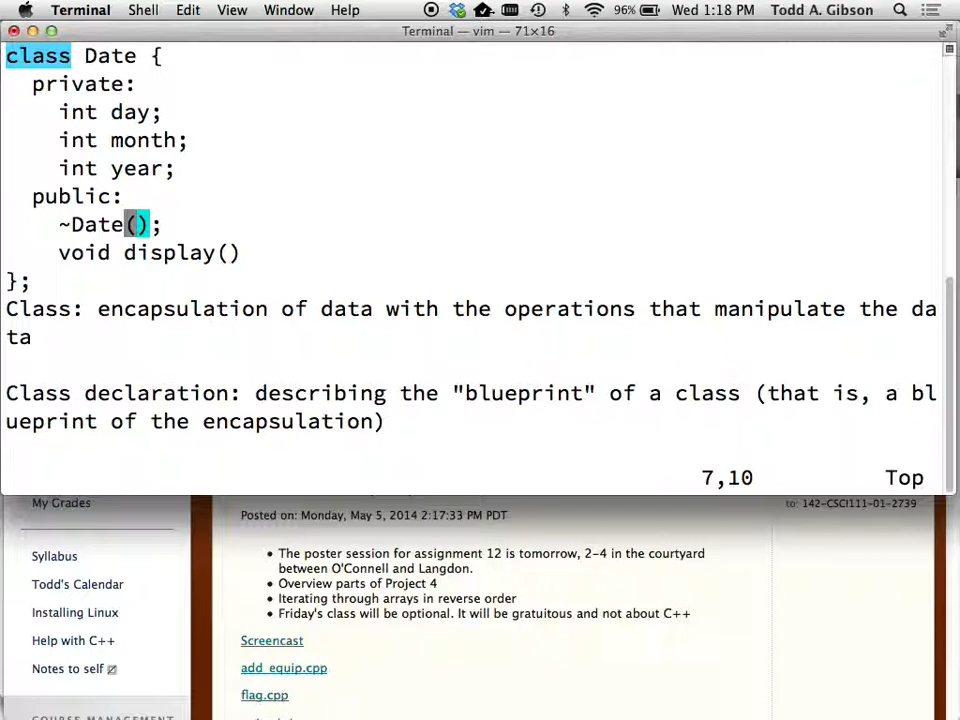 Terminal Shell Edit View Window Help 96% Wed 1:18 PM Todd A. Gibson
Terminal — vim — 71×16
class Date {
private:
int day;
int month;
int year;
public:
~Date();
void display()
};
Class: encapsulation of data with the operations that manipulate the da
ta
Class declaration: describing the "blueprint" of a class (that is, a bl
ueprint of the encapsulation)
7,10 Top
My Grades
Syllabus
Todd's Calendar
Installing Linux
Help with C++
Notes to self
COURSE MANAGEMENT
Posted on: Monday, May 5, 2014 2:17:33 PM PDT
to: 142-CSCI111-01-2739
• The poster session for assignment 12 is tomorrow, 2-4 in the courtyard
between O'Connell and Langdon.
• Overview parts of Project 4
• Iterating through arrays in reverse order
• Friday's class will be optional. It will be gratuitous and not about C++
Screencast
add_equip.cpp
flag.cpp